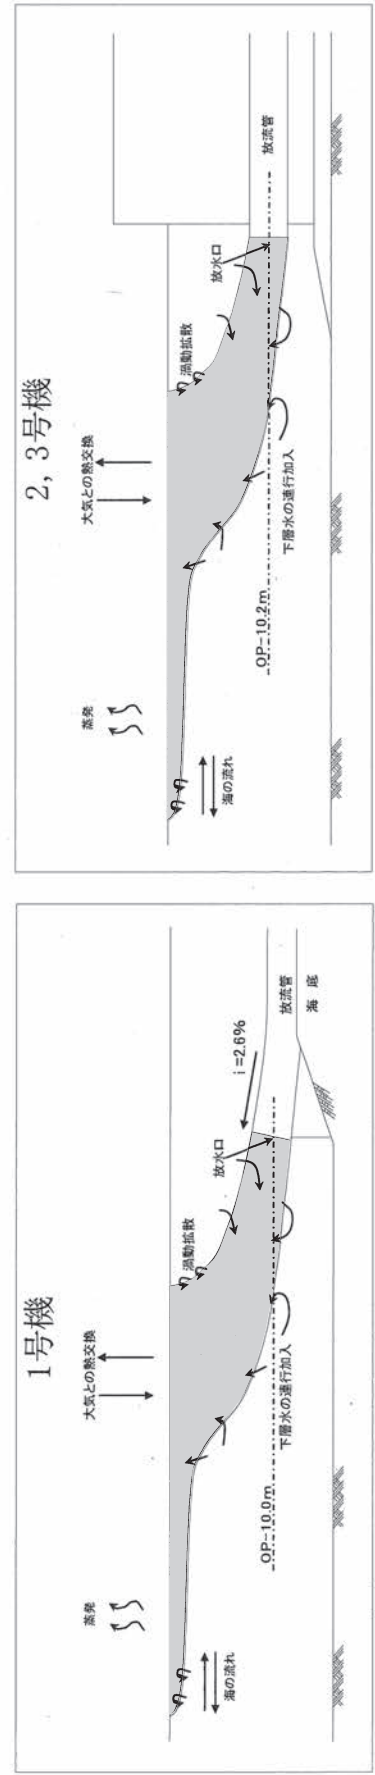 1号機
蒸発
大気との熱交換
渦動拡散
放水口
i=2.6%
放流管
海底
海の流れ
OP-10.0m
下層水の連行加入
2, 3号機
蒸発
大気との熱交換
渦動拡散
放水口
放流管
海の流れ
OP-10.2m
下層水の連行加入